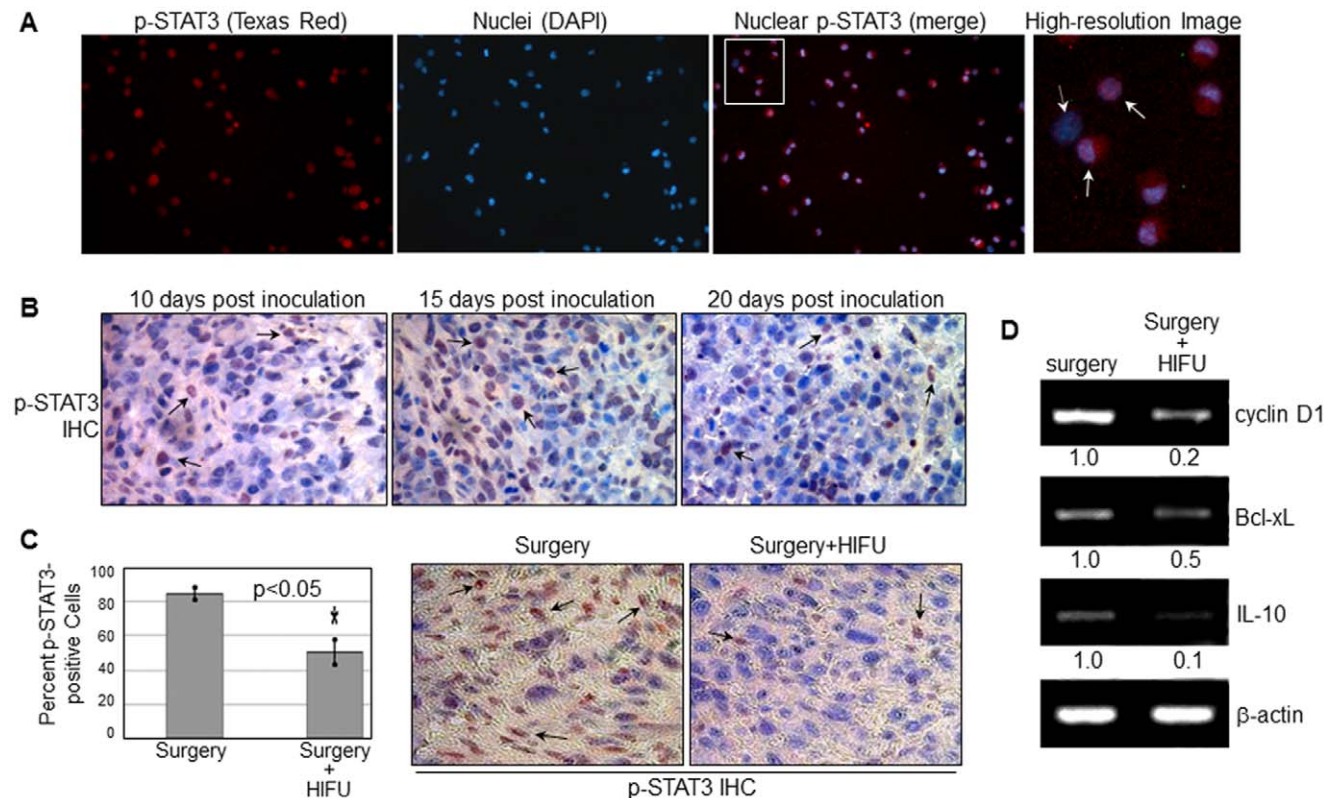 A
p-STAT3 (Texas Red)
Nuclei (DAPI)
Nuclear p-STAT3 (merge)
High-resolution Image
B
10 days post inoculation
15 days post inoculation
20 days post inoculation
p-STAT3
IHC
C
Percent p-STAT3-
positive Cells
100
80
60
40
20
0
p<0.05
*
Surgery
Surgery
+
HIFU
Surgery
Surgery+HIFU
p-STAT3 IHC
D
surgery
Surgery
+
HIFU
cyclin D1
1.0 0.2
Bcl-xL
1.0 0.5
IL-10
1.0 0.1
β-actin